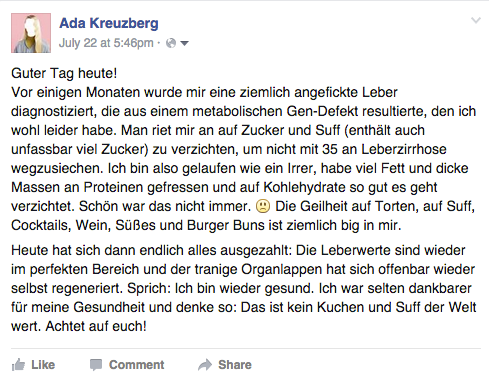 Ada Kreuzberg
July 22 at 5:46pm ·
Guter Tag heute!
Vor einigen Monaten wurde mir eine ziemlich angefickte Leber
diagnostiziert, die aus einem metabolischen Gen-Defekt resultierte, den ich
wohl leider habe. Man riet mir an auf Zucker und Suff (enthält auch
unfassbar viel Zucker) zu verzichten, um nicht mit 35 an Leberzirrhose
wegzusiechen. Ich bin also gelaufen wie ein Irrer, habe viel Fett und dicke
Massen an Proteinen gefressen und auf Kohlehydrate so gut es geht
verzichtet. Schön war das nicht immer. 🙁 Die Geilheit auf Torten, auf Suff,
Cocktails, Wein, Süßes und Burger Buns ist ziemlich big in mir.
Heute hat sich dann endlich alles ausgezahlt: Die Leberwerte sind wieder
im perfekten Bereich und der tranige Organlappen hat sich offenbar wieder
selbst regeneriert. Sprich: Ich bin wieder gesund. Ich war selten dankbarer
für meine Gesundheit und denke so: Das ist kein Kuchen und Suff der Welt
wert. Achtet auf euch!
Like Comment Share